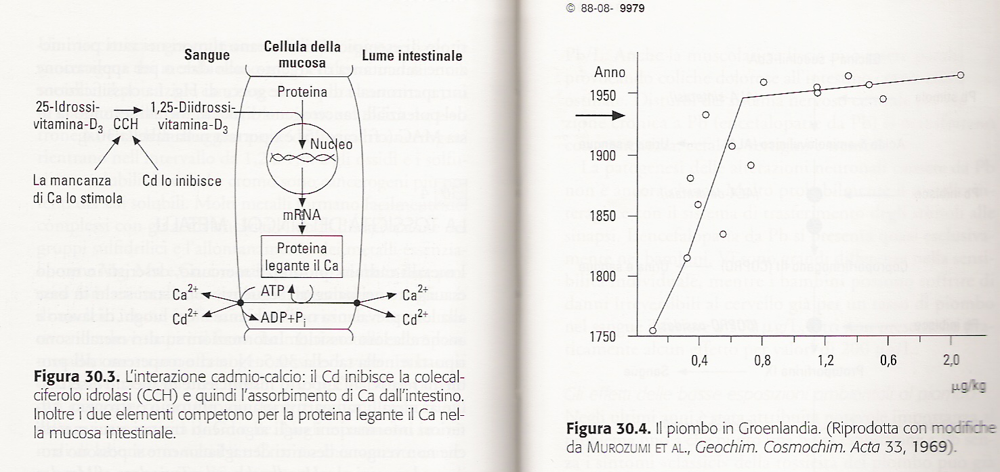 Sangue
Cellula della
mucosa
Lume intestinale
Proteina
25-Idrossi-
vitamina-D3
CCH
1,25-Diidrossi-
vitamina-D3
Nucleo
La mancanza
di Ca lo stimola
Cd lo inibisce
mRNA
Proteina
legante il Ca
Ca2+
Cd2+
ATP
ADP+Pi
Ca2+
Cd2+
Figura 30.3. L'interazione cadmio-calcio: il Cd inibisce la colecal-
ciferolo idrolasi (CCH) e quindi l'assorbimento di Ca dall'intestino.
Inoltre i due elementi competono per la proteina legante il Ca nel-
la mucosa intestinale.
© 88-08- 9979
Anno
1950
1900
1850
1800
1750
0,4 0,8 1,2 0,6 2,0
µg/kg
Figura 30.4. Il piombo in Groenlandia. (Riprodotta con modifiche
da MUROZUMI ET AL., Geochim. Cosmochim. Acta 33, 1969).